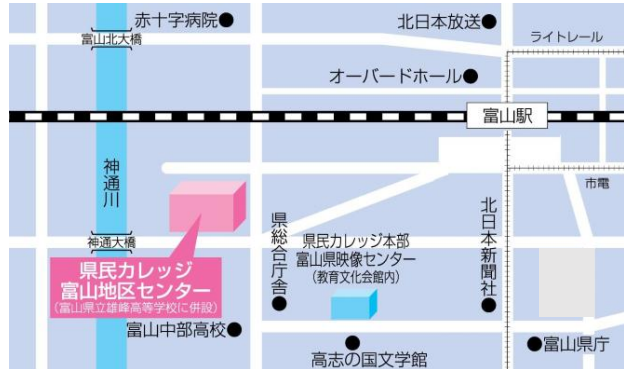 赤十字病院
北日本放送
富山北大橋
ライトレール
オーバードホール
富山駅
神通川
市電
神通大橋
県総合庁舎
県民カレッジ本部
富山県映像センター
(教育文化会館内)
北日本新聞社
県民カレッジ
富山地区センター
(富山県立雄峰高等学校に併設)
富山中部高校
高志の国文学館
富山県庁